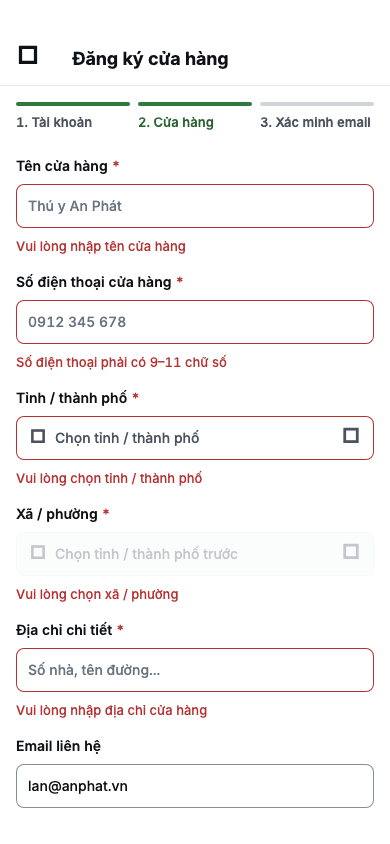 Đăng ký cửa hàng
1. Tài khoản
2. Cửa hàng
3. Xác minh email
Tên cửa hàng *
Thú y An Phát
Vui lòng nhập tên cửa hàng
Số điện thoại cửa hàng *
0912 345 678
Số điện thoại phải có 9–11 chữ số
Tỉnh / thành phố *
Chọn tỉnh / thành phố
Vui lòng chọn tỉnh / thành phố
Xã / phường *
Chọn tỉnh / thành phố trước
Vui lòng chọn xã / phường
Địa chỉ chi tiết *
Số nhà, tên đường...
Vui lòng nhập địa chỉ cửa hàng
Email liên hệ
lan@anphat.vn